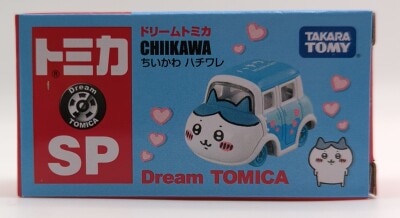 トミカ
Dream
TOMICA
SP
ドリームトミカ
CHIIKAWA
ちいかわ ハチワレ
TAKARA
TOMY
Dream TOMICA